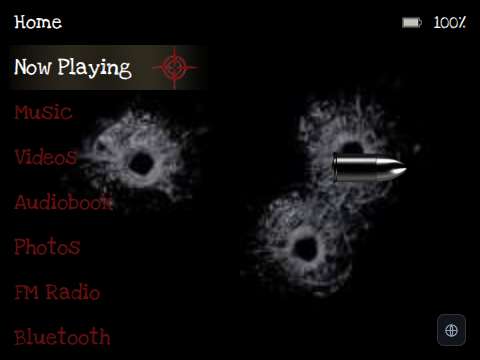 Home
100%
Now Playing
Music
Videos
Audiobook
Photos
FM Radio
Bluetooth